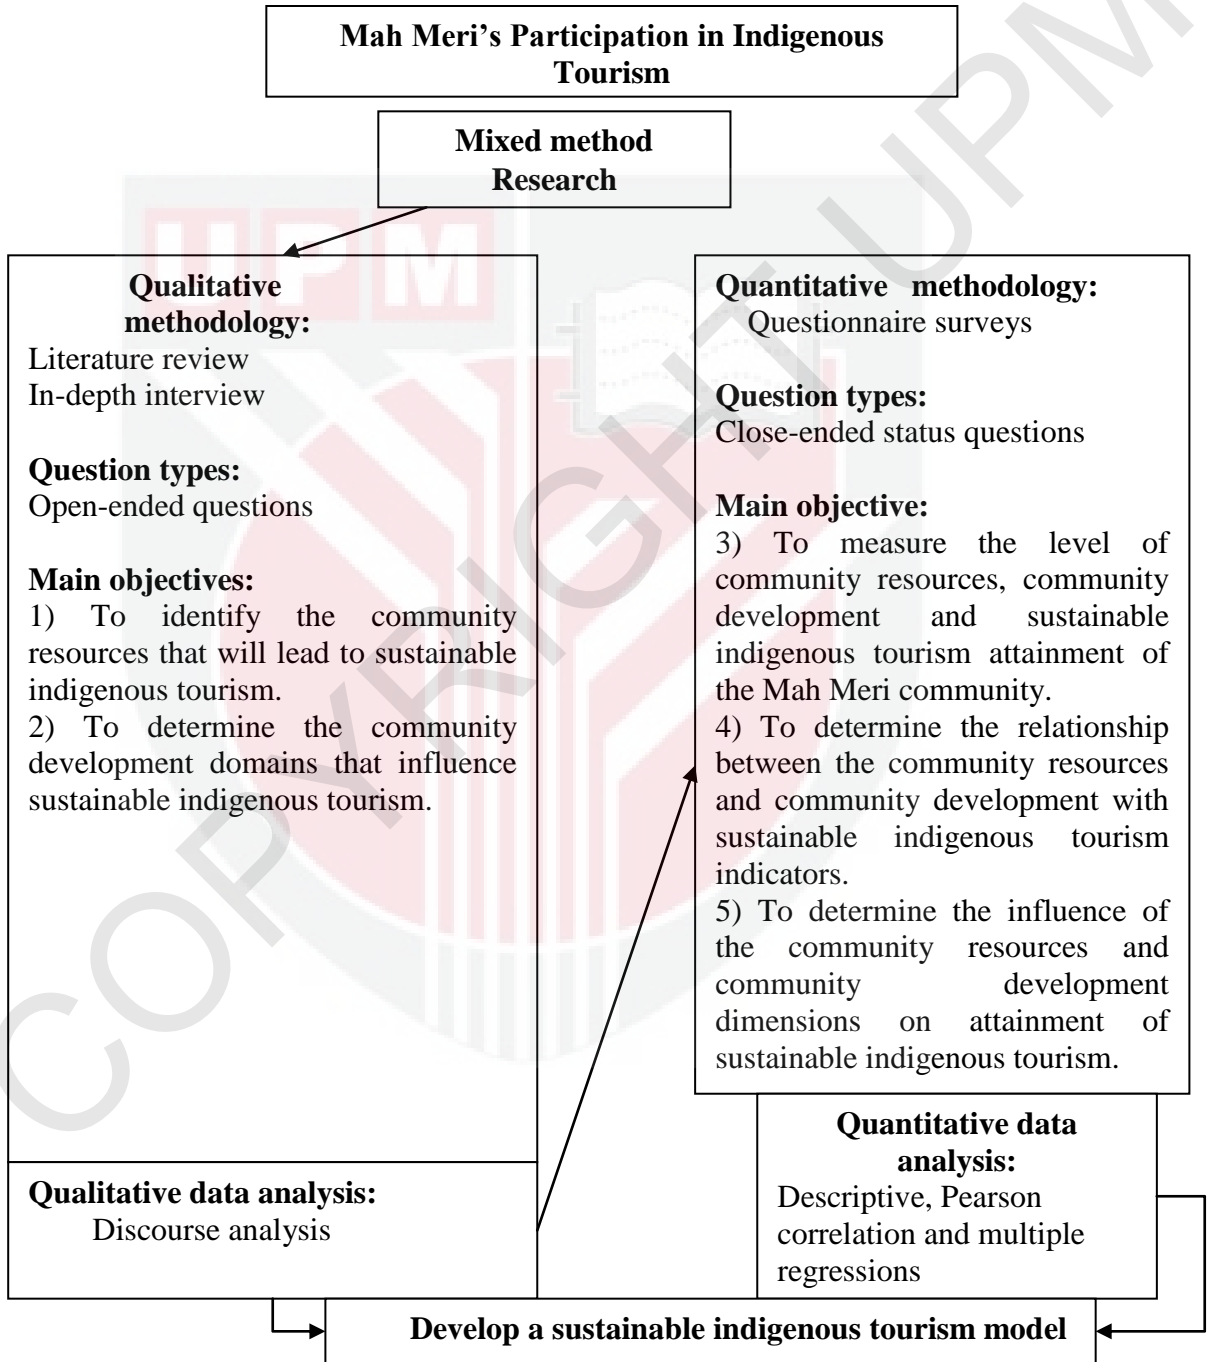 Mah Meri's Participation in Indigenous
Tourism
Mixed method
Research
Qualitative
methodology:
Literature review
In-depth interview
Question types:
Open-ended questions
Main objectives:
1) To identify the community
resources that will lead to sustainable
indigenous tourism.
2) To determine the community
development domains that influence
sustainable indigenous tourism.
Qualitative data analysis:
Discourse analysis
Quantitative methodology:
Questionnaire surveys
Question types:
Close-ended status questions
Main objective:
3) To measure the level of
community resources, community
development and sustainable
indigenous tourism attainment of
the Mah Meri community.
4) To determine the relationship
between the community resources
and community development with
sustainable indigenous tourism
indicators.
5) To determine the influence of
the community resources and
community development
dimensions on attainment of
sustainable indigenous tourism.
Quantitative data
analysis:
Descriptive, Pearson
correlation and multiple
regressions
Develop a sustainable indigenous tourism model
UPM
COPYRIGHT UPM